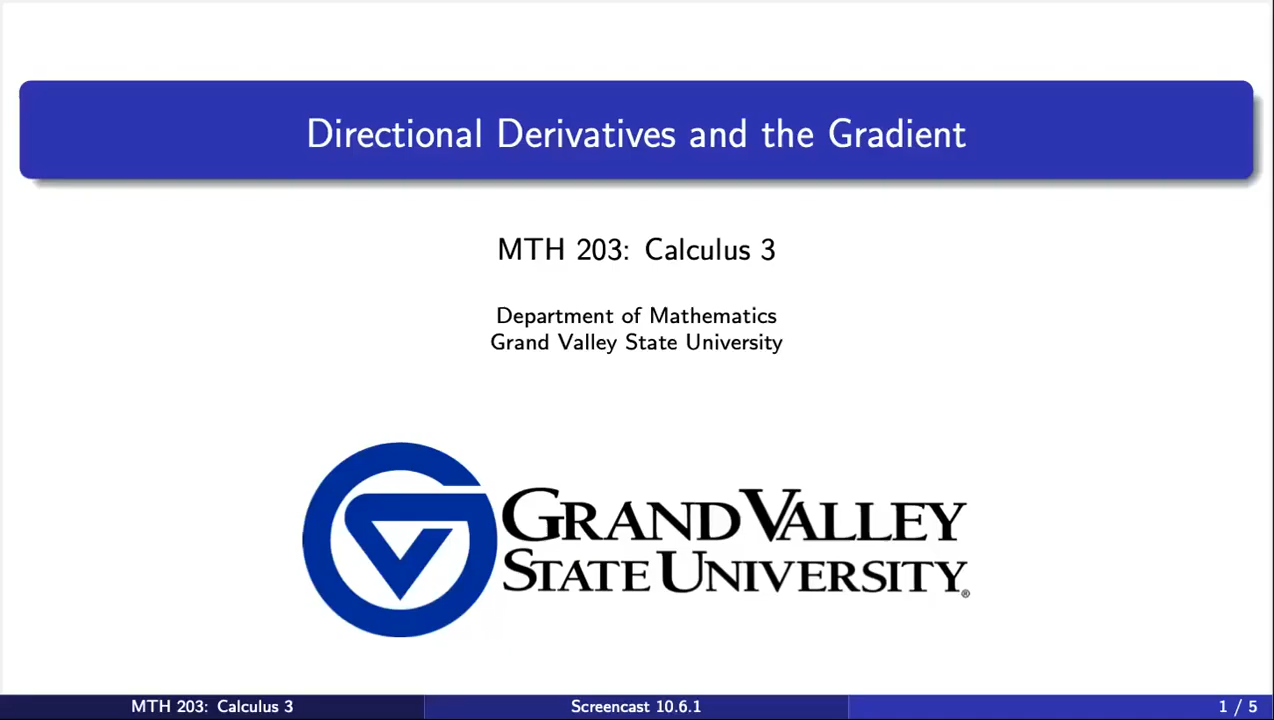 Directional Derivatives and the Gradient
MTH 203: Calculus 3
Department of Mathematics
Grand Valley State University
GRAND VALLEY
STATE UNIVERSITY®
MTH 203: Calculus 3
Screencast 10.6.1
1 / 5